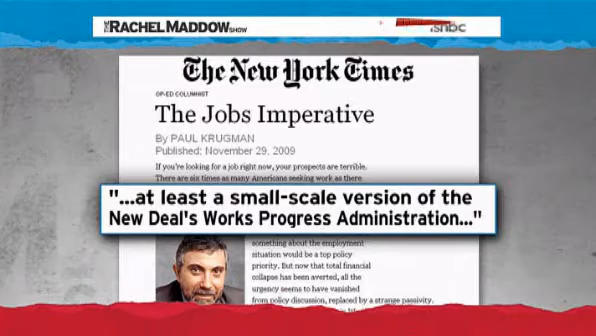 THE RACHEL MADDOW SHOW
msnbc
The New York Times
OP-ED COLUMNIST
The Jobs Imperative
By PAUL KRUGMAN
Published: November 29, 2009
If you're looking for a job right now, your prospects are terrible.
There are six times as many Americans seeking work as there
"...at least a small-scale version of the
New Deal's Works Progress Administration..."
something about the employment
situation would be a top policy
priority. But now that total financial
collapse has been averted, all the
urgency seems to have vanished
from policy discussion, replaced by a strange passivity.